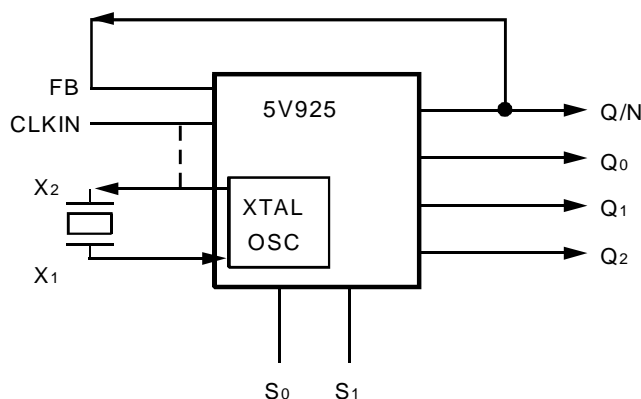 FB
5V925
Q/N
CLKIN
Q0
X2
XTAL
OSC
Q1
Q2
X1
S0 S1